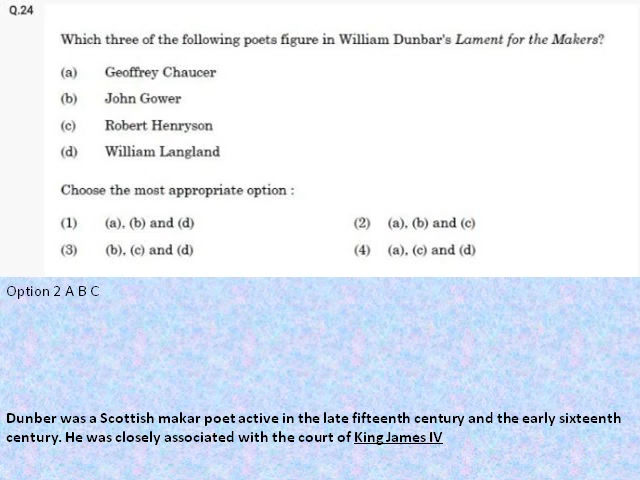 Q.24
Which three of the following poets figure in William Dunbar's Lament for the Makers?
(a) Geoffrey Chaucer
(b) John Gower
(c) Robert Henryson
(d) William Langland
Choose the most appropriate option :
(1) (a), (b) and (d) (2) (a), (b) and (c)
(3) (b), (c) and (d) (4) (a), (c) and (d)
Option 2 A B C
Dunber was a Scottish makar poet active in the late fifteenth century and the early sixteenth
century. He was closely associated with the court of King James IV